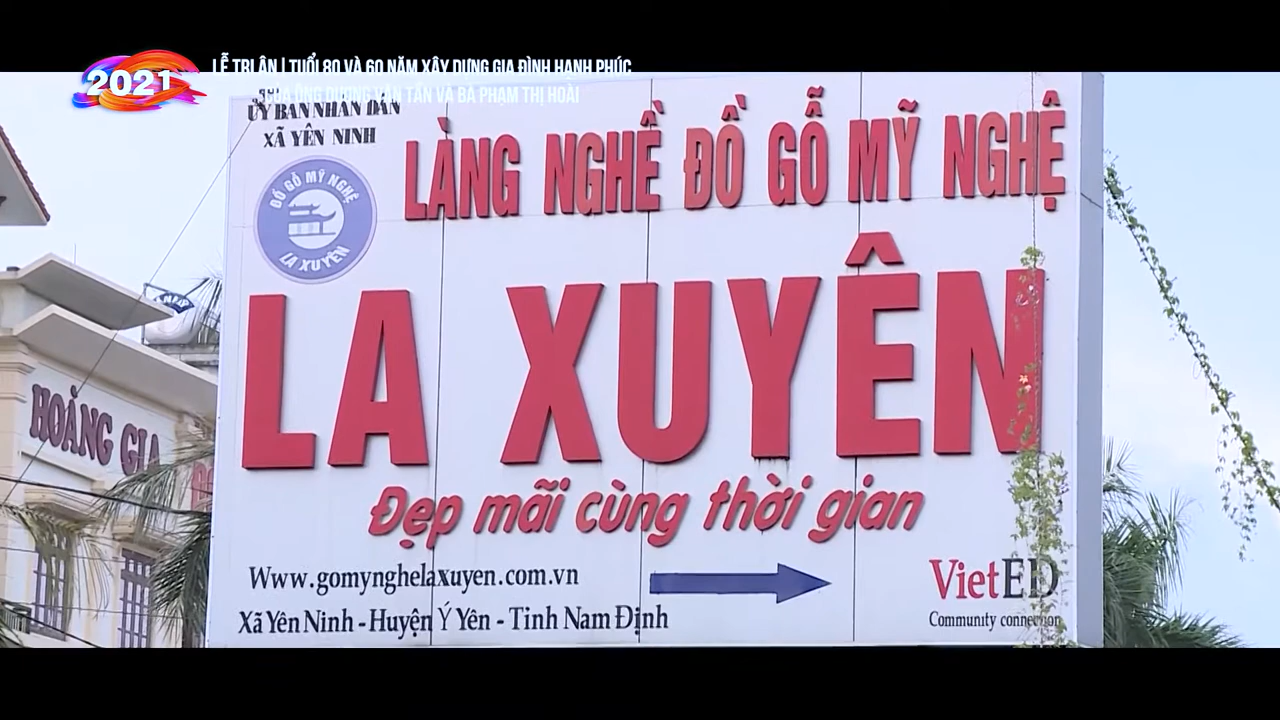 2021
LỄ TRI ÂN | TUỔI 80 VÀ 60 NĂM XÂY DỰNG GIA ĐÌNH HẠNH PHÚC
CỦA ÔNG DƯƠNG VĂN TẤN VÀ BÀ PHẠM THỊ HOÀI
ỦY BAN NHÂN DÂN
XÃ YÊN NINH
LÀNG NGHỀ ĐỒ GỖ MỸ NGHỆ
ĐỒ GỖ MỸ NGHỆ
LA XUYÊN
LA XUYÊN
HOÀNG GIA
Đẹp mãi cùng thời gian
Www.gomynghelaxuyen.com.vn
Xã Yên Ninh - Huyện Ý Yên - Tỉnh Nam Định
VietED
Community connection